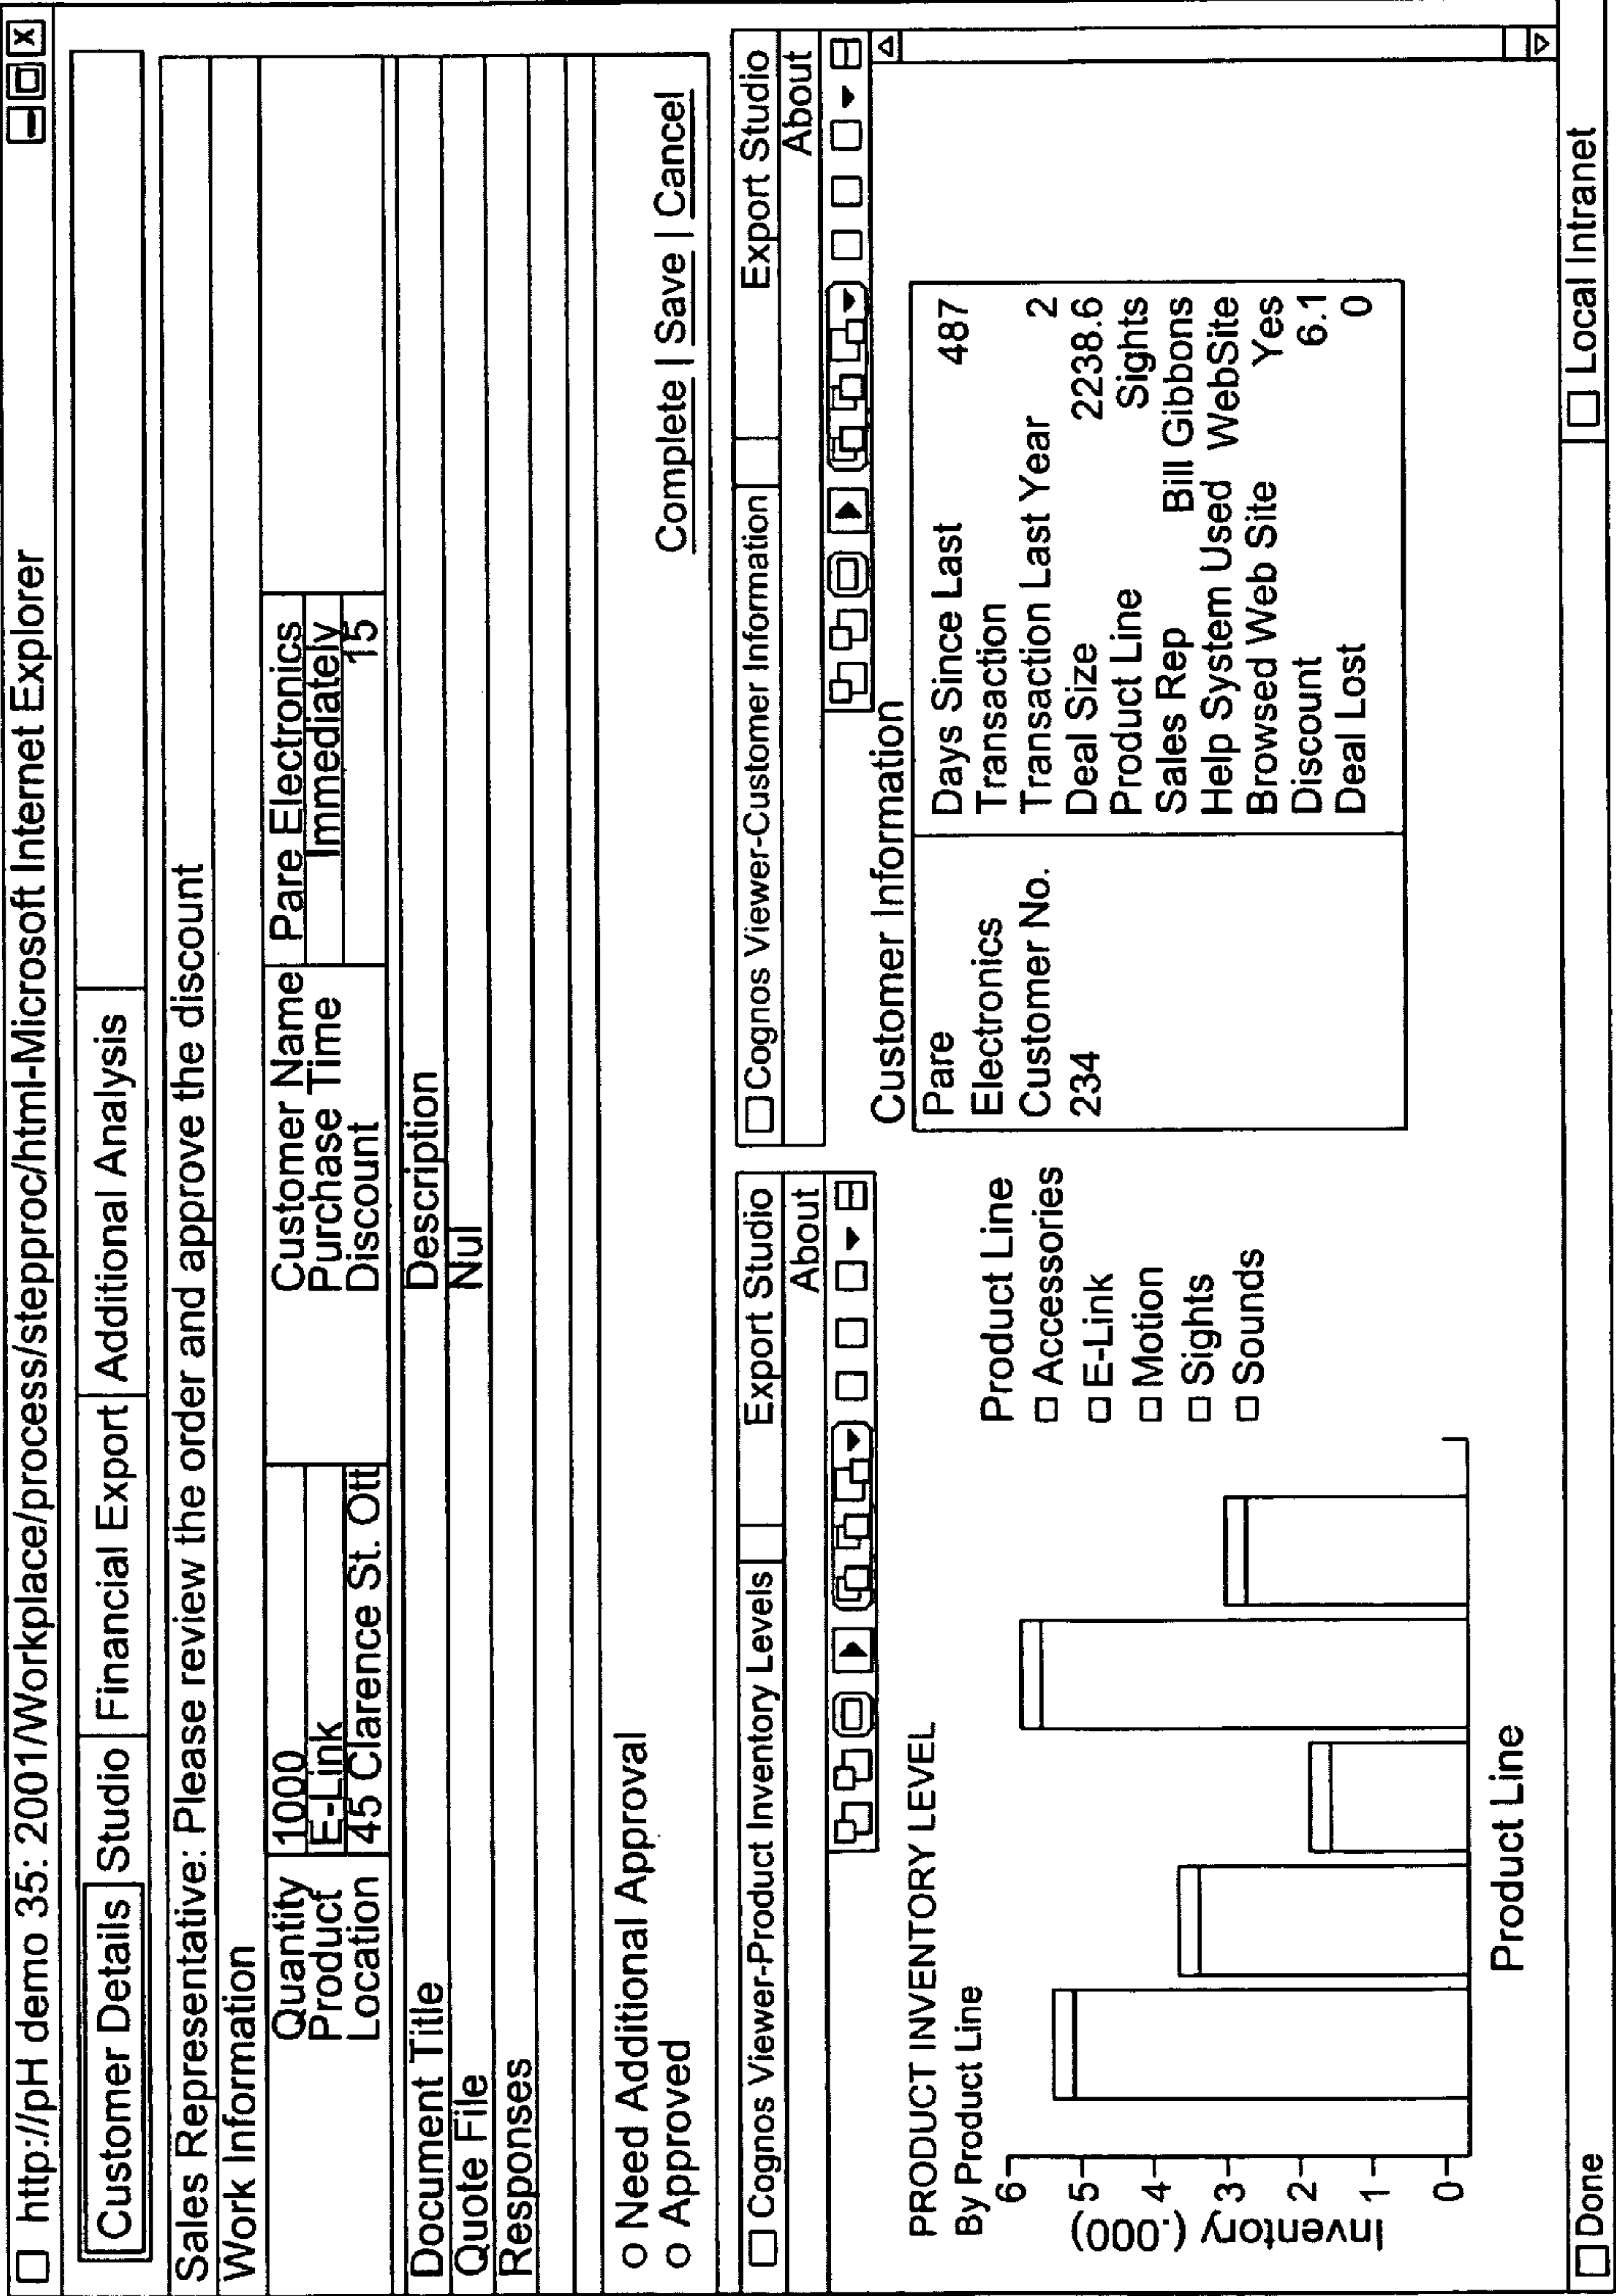 http://pH demo 35: 2001/Workplace/process/stepproc/html-Microsoft Internet Explorer
X
Customer Details Studio Financial Export Additional Analysis
Sales Representative: Please review the order and approve the discount
Work Information
Quantity 1000 Customer Name Pare Electronics
Product E-Link Purchase Time Immediately
Location 45 Clarence St. Ott Discount 15
Document Title Description
Quote File Nul
Responses
Need Additional Approval
Approved
Complete | Save | Cancel
Cognos Viewer-Product Inventory Levels Export Studio
About
PRODUCT INVENTORY LEVEL
By Product Line
Inventory (.000)
6
5
4
3
2
1
0
Product Line
Product Line
Accessories
E-Link
Motion
Sights
Sounds
Cognos Viewer-Customer Information Export Studio
About
Customer Information
Pare
Electronics
Customer No.
234
Days Since Last 487
Transaction
Transaction Last Year 2
Deal Size 2238.6
Product Line Sights
Sales Rep Bill Gibbons
Help System Used WebSite
Browsed Web Site Yes
Discount 6.1
Deal Lost 0
Done Local Intranet